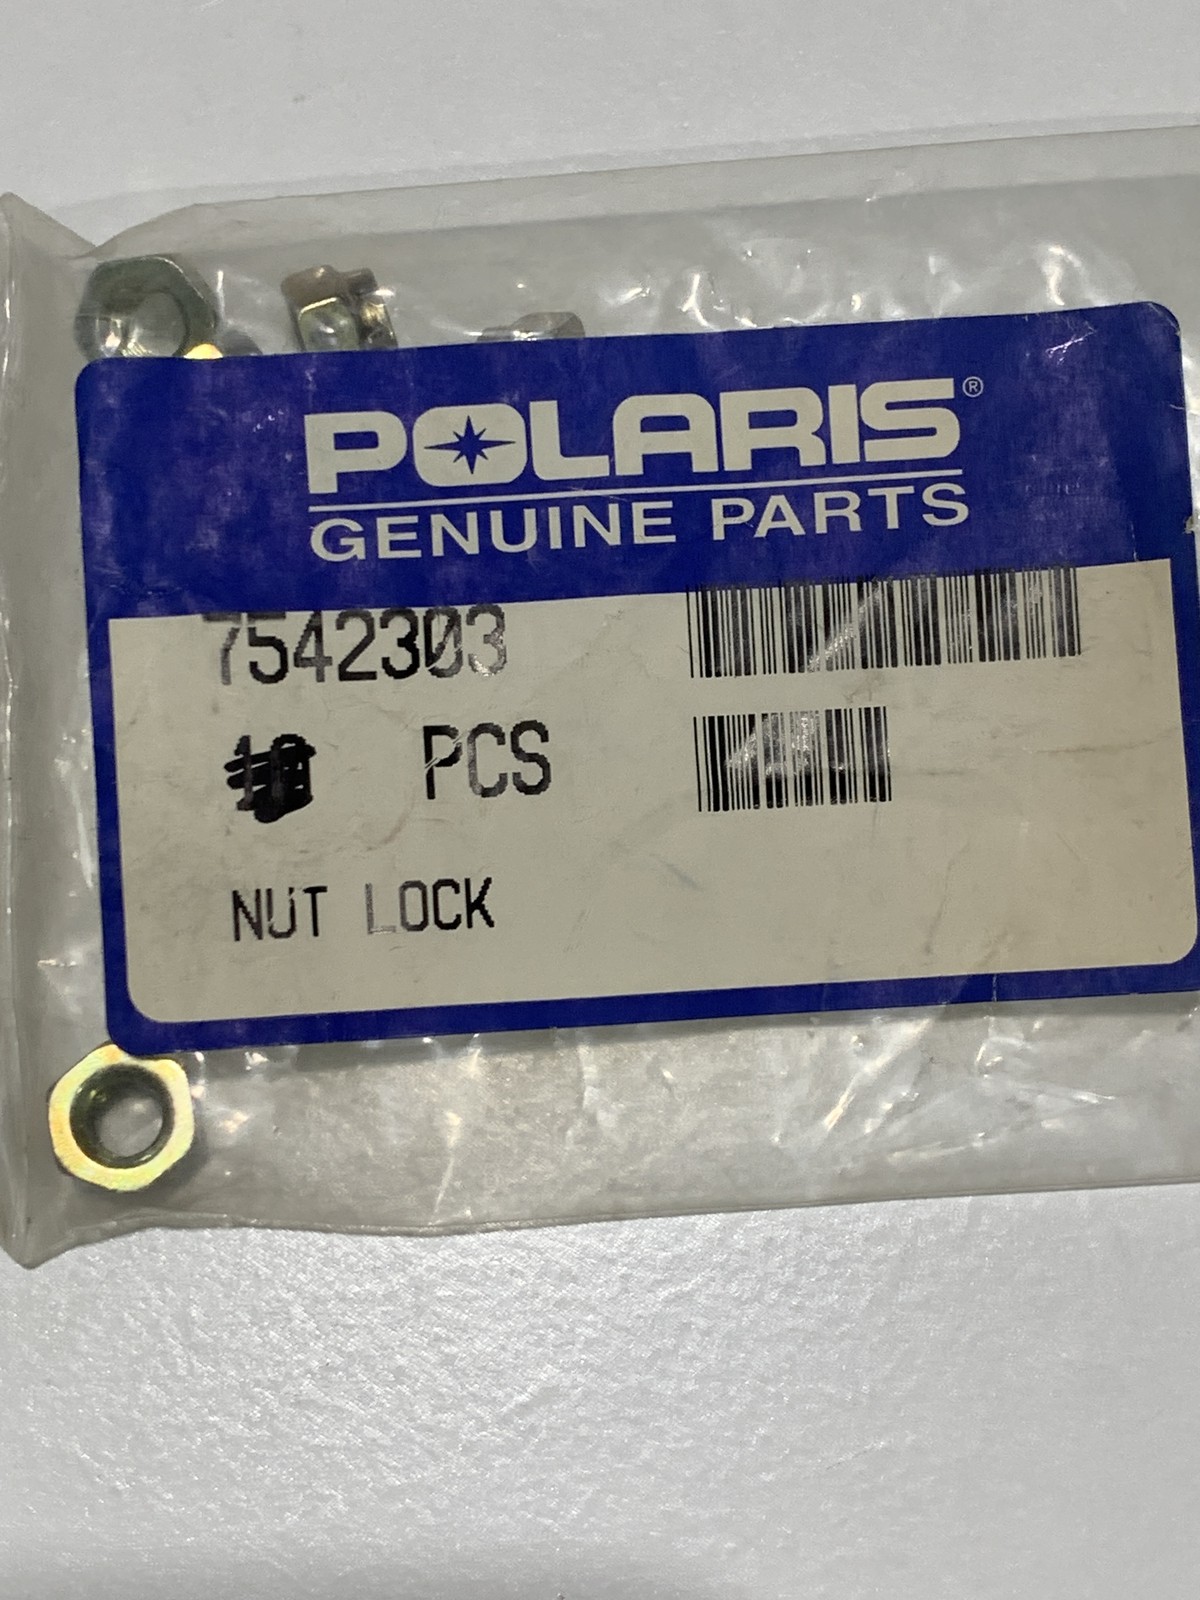 POLARIS®
GENUINE PARTS
7542303
PCS
NUT LOCK